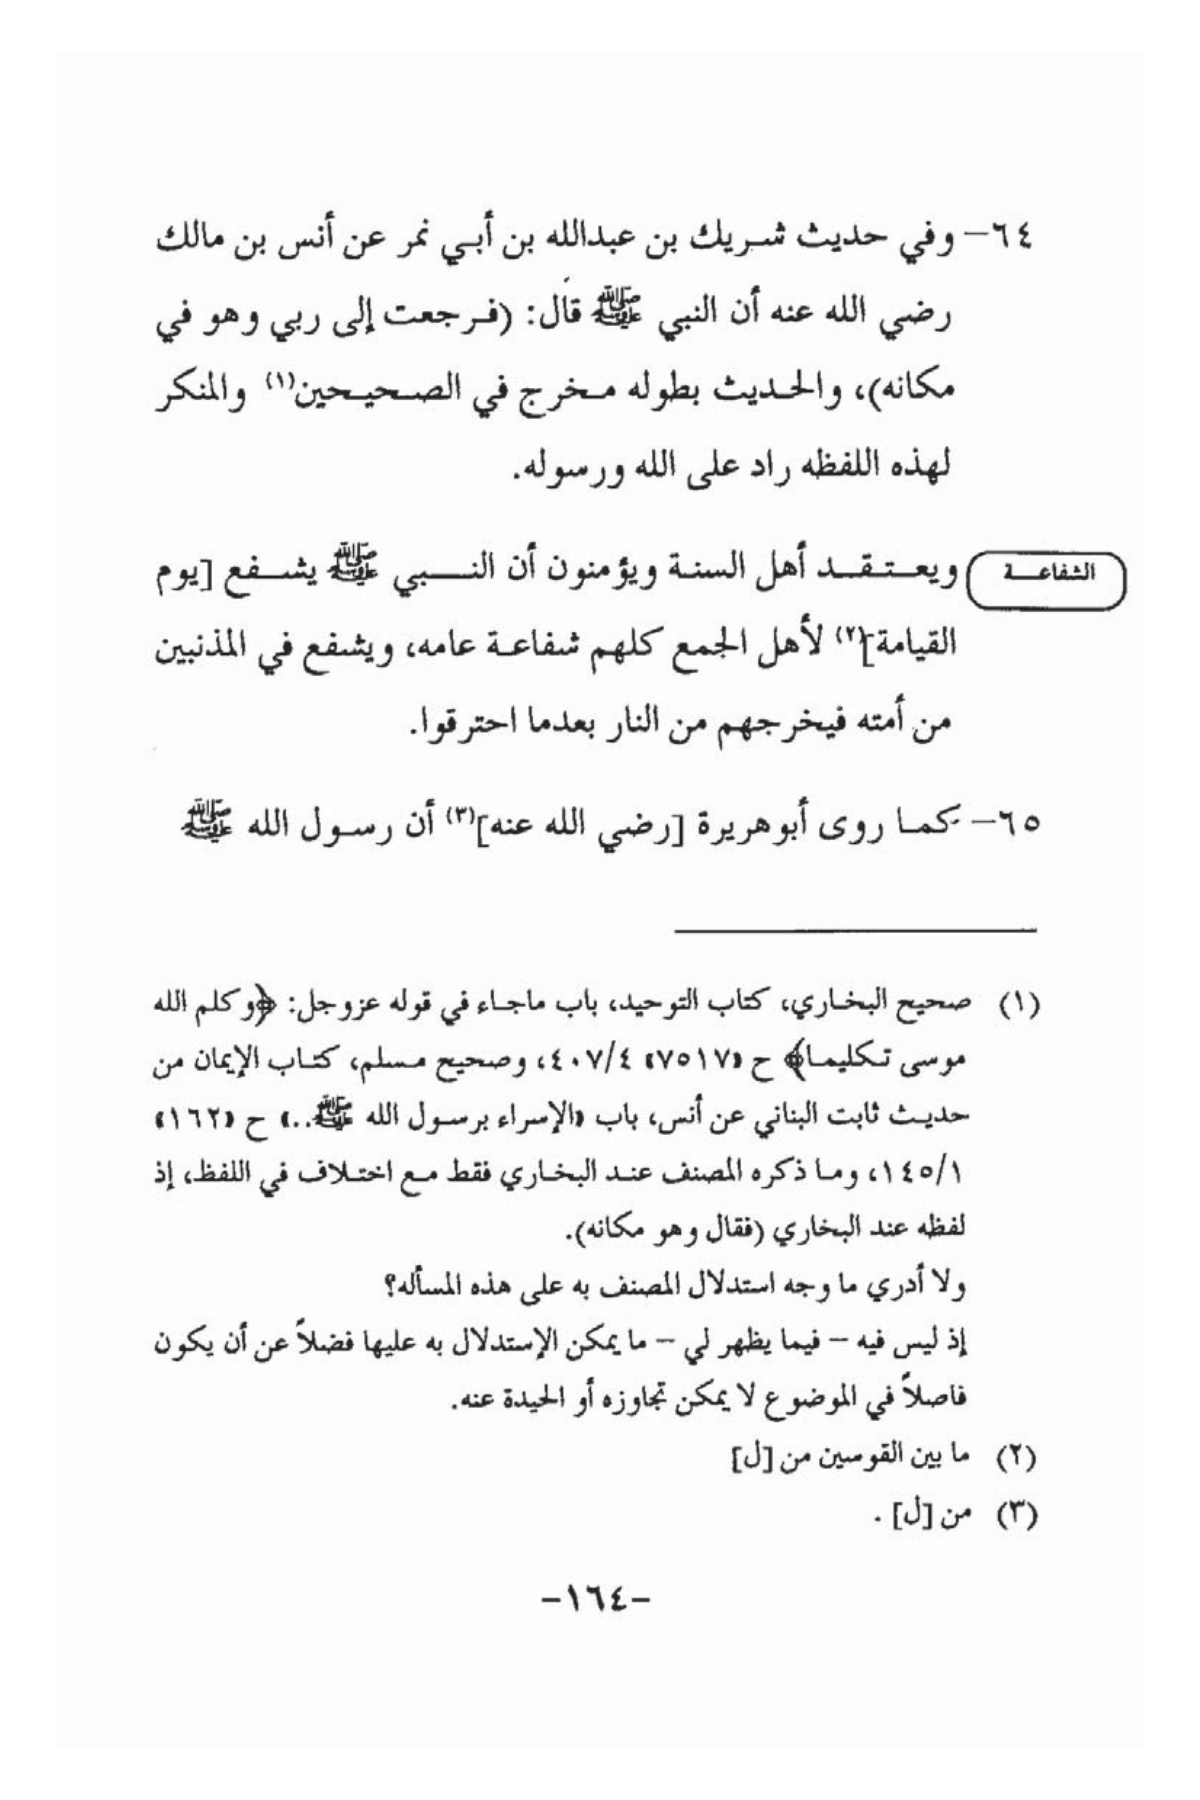 ٦٤- وفي حديث شريك بن عبدالله بن أبي نمر عن أنس بن مالك
رضي الله عنه أن النبي ﷺ قال: (فرجعت إلى ربي وهو في
مكانه)، والحديث بطوله مخرج في الصحيحين(١) والمنكر
لهذه اللفظه راد على الله ورسوله.
الشفاعة
ويعتقد أهل السنة ويؤمنون أن النبي ﷺ يشفع [يوم
القيامة](٢) لأهل الجمع كلهم شفاعة عامه، ويشفع في المذنبين
من أمته فيخرجهم من النار بعدما احترقوا.
٦٥- كما روى أبوهريرة [رضي الله عنه](٣) أن رسول الله ﷺ
(١) صحيح البخاري، كتاب التوحيد، باب ماجاء في قوله عزوجل: ﴿وكلم الله
موسى تكليما﴾ ح «٧٥١٧» ٤٠٧/٤، وصحيح مسلم، كتاب الإيمان من
حديث ثابت البناني عن أنس، باب «الإسراء برسول الله ﷺ..» ح «١٦٢»
١٤٥/١، وما ذكره المصنف عند البخاري فقط مع اختلاف في اللفظ، إذ
لفظه عند البخاري (فقال وهو مكانه).
ولا أدري ما وجه استدلال المصنف به على هذه المسأله؟
إذ ليس فيه – فيما يظهر لي – ما يمكن الإستدلال به عليها فضلاً عن أن يكون
فاصلاً في الموضوع لا يمكن تجاوزه أو الحيدة عنه.
(٢) ما بين القوسين من [ل]
(٣) من [ل] .
-١٦٤-